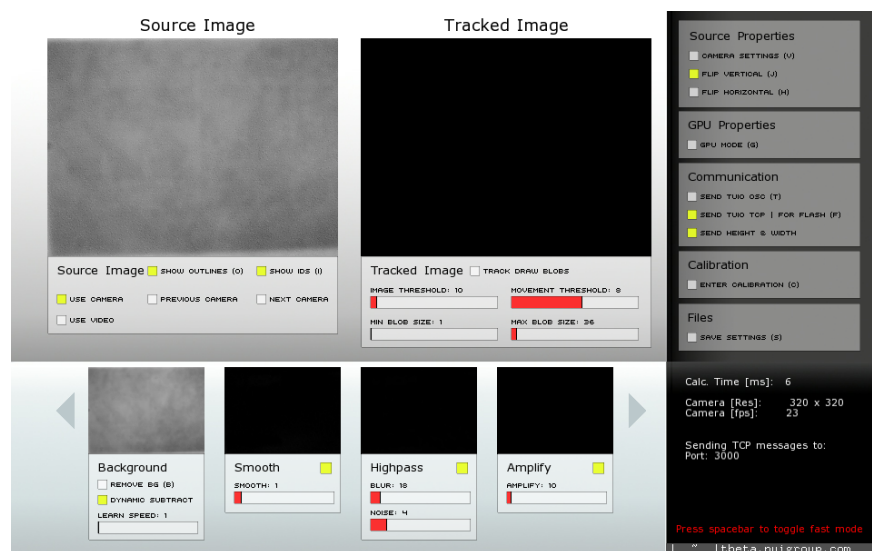 Source Image
Tracked Image
Source Properties
CAMERA SETTINGS (V)
FLIP VERTICAL (J)
FLIP HORIZONTAL (H)
GPU Properties
GPU MODE (G)
Communication
SEND TUIO OSC (T)
SEND TUIO TCP | FOR FLASH (F)
SEND HEIGHT & WIDTH
Calibration
ENTER CALIBRATION (C)
Files
SAVE SETTINGS (S)
Source Image
SHOW OUTLINES (O)
SHOW IDS (I)
USE CAMERA
PREVIOUS CAMERA
NEXT CAMERA
USE VIDEO
Tracked Image
TRACK DRAW BLOBS
IMAGE THRESHOLD: 10
MOVEMENT THRESHOLD: 8
MIN BLOB SIZE: 1
MAX BLOB SIZE: 36
Background
REMOVE BG (B)
DYNAMIC SUBTRACT
LEARN SPEED: 1
Smooth
SMOOTH: 1
Highpass
BLUR: 18
NOISE: 4
Amplify
AMPLIFY: 10
Calc. Time [ms]: 6
Camera [Res]: 320 x 320
Camera [fps]: 23
Sending TCP messages to:
Port: 3000
Press spacebar to toggle fast mode
| ~ |theta.nuigroup.com